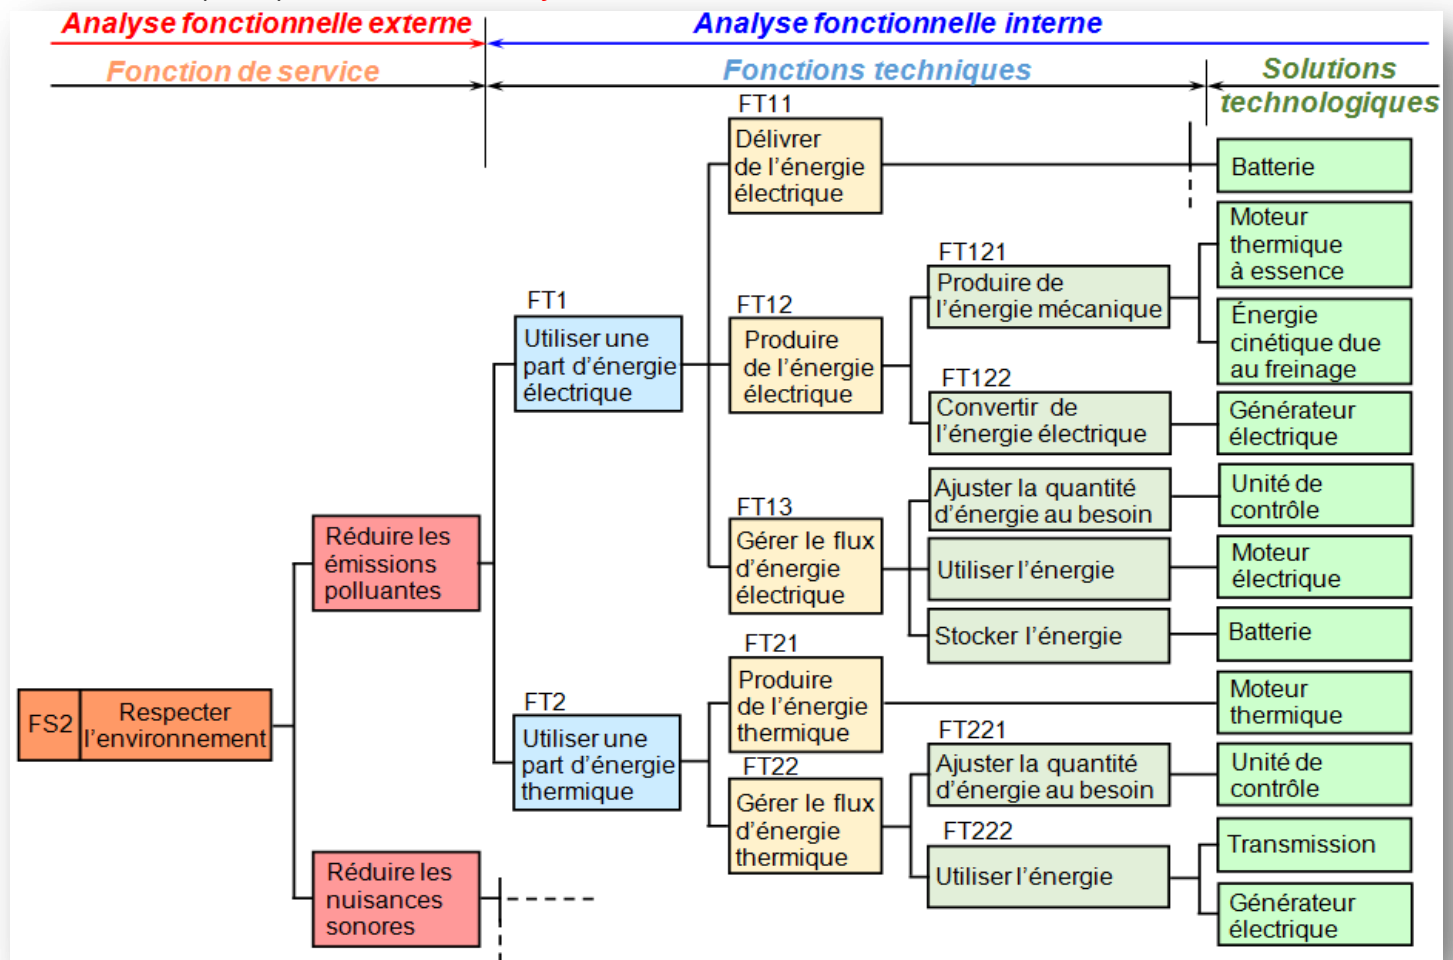 Analyse fonctionnelle externe
Analyse fonctionnelle interne
Fonction de service
Fonctions techniques
Solutions
technologiques
FT11
Délivrer
de l’énergie
électrique
Batterie
Moteur
thermique
à essence
FT121
Produire de
l’énergie mécanique
FT1
Utiliser une
part d’énergie
électrique
FT12
Produire
de l’énergie
électrique
Énergie
cinétique due
au freinage
FT122
Convertir de
l’énergie électrique
Générateur
électrique
Ajuster la quantité
d’énergie au besoin
Unité de
contrôle
FT13
Gérer le flux
d’énergie
électrique
Utiliser l’énergie
Moteur
électrique
Réduire les
émissions
polluantes
Stocker l’énergie
Batterie
FT21
Produire
de l’énergie
thermique
Moteur
thermique
FS2
Respecter
l’environnement
FT2
Utiliser une
part d’énergie
thermique
FT221
Ajuster la quantité
d’énergie au besoin
Unité de
contrôle
FT22
Gérer le flux
d’énergie
thermique
FT222
Utiliser l’énergie
Transmission
Générateur
électrique
Réduire les
nuisances
sonores